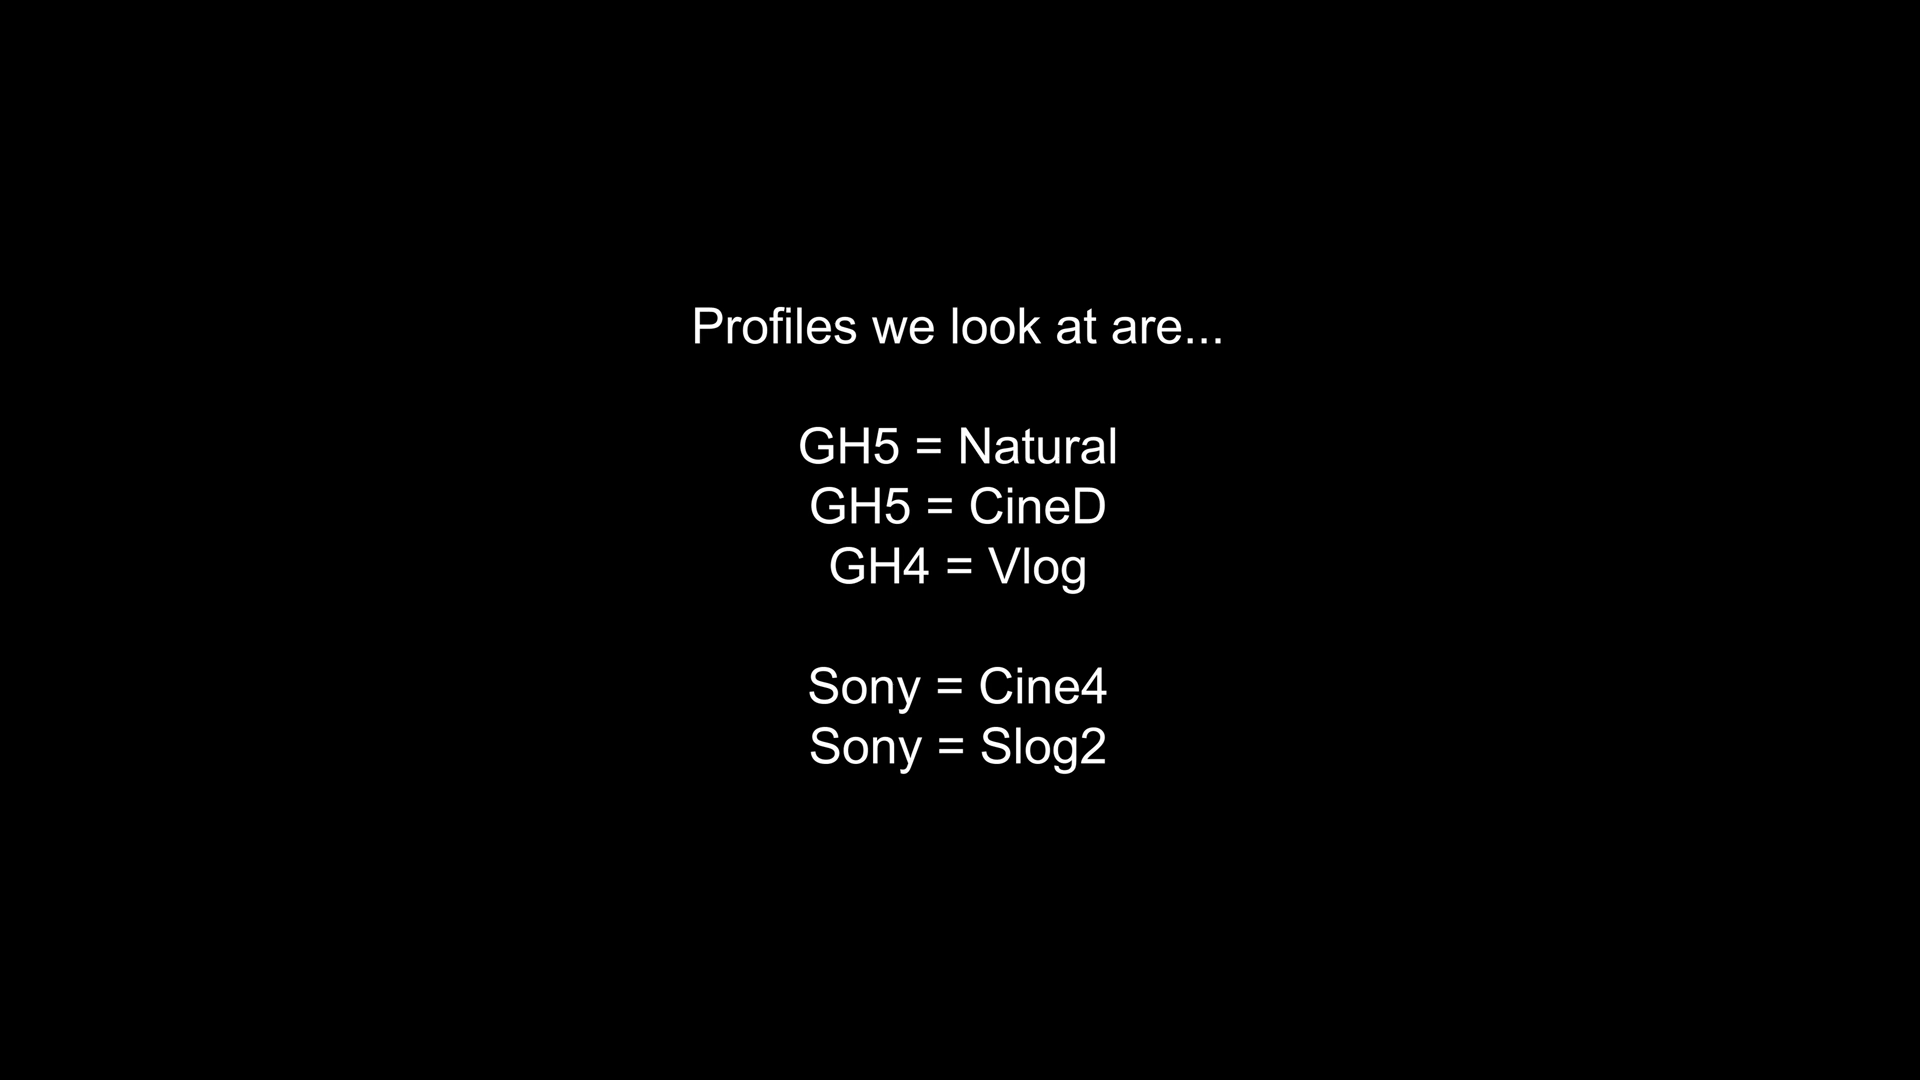 Profiles we look at are...
GH5 = Natural
GH5 = CineD
GH4 = Vlog
Sony = Cine4
Sony = Slog2